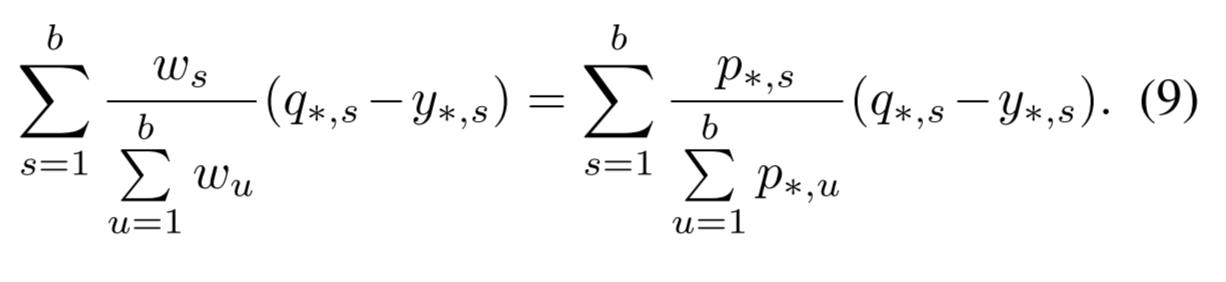 \sum_{s=1}^{b} \frac{w_s}{\sum_{u=1}^{b} w_u} (q_{*,s} - y_{*,s}) = \sum_{s=1}^{b} \frac{p_{*,s}}{\sum_{u=1}^{b} p_{*,u}} (q_{*,s} - y_{*,s}). (9)